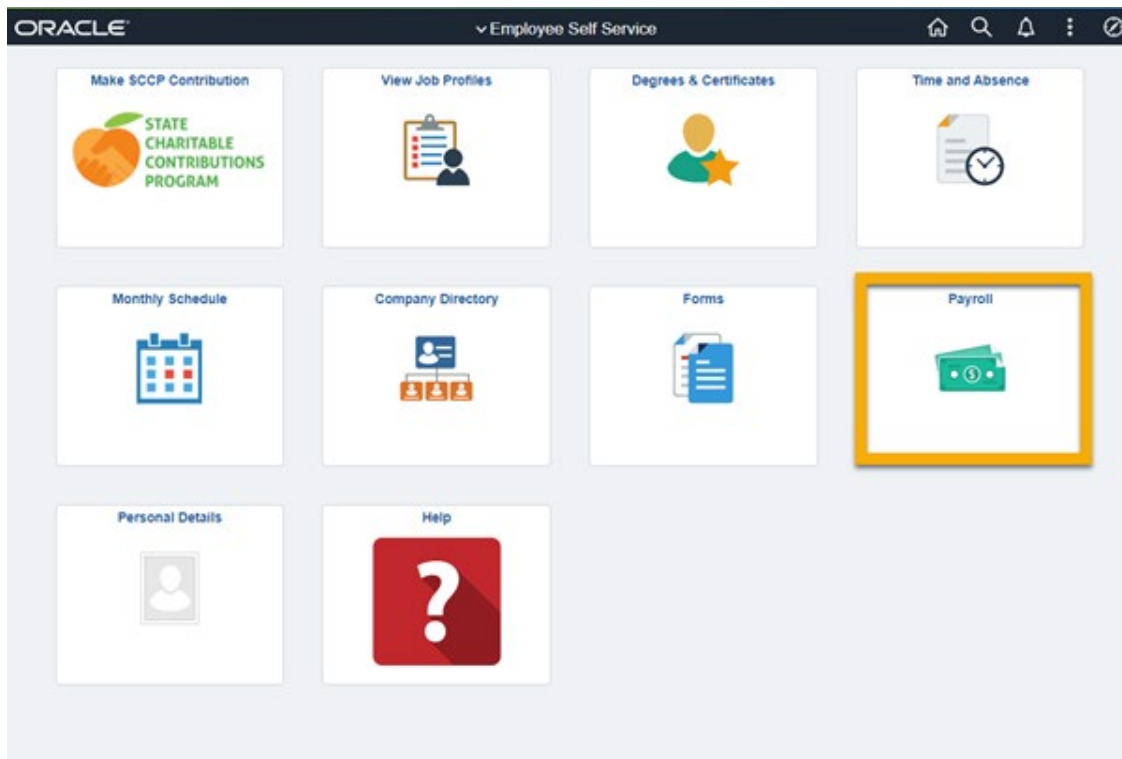 ORACLE
Employee Self Service
Make SCCP Contribution
View Job Profiles
Degrees & Certificates
Time and Absence
STATE
CHARITABLE
CONTRIBUTIONS
PROGRAM
Monthly Schedule
Company Directory
Forms
Payroll
Personal Details
Help